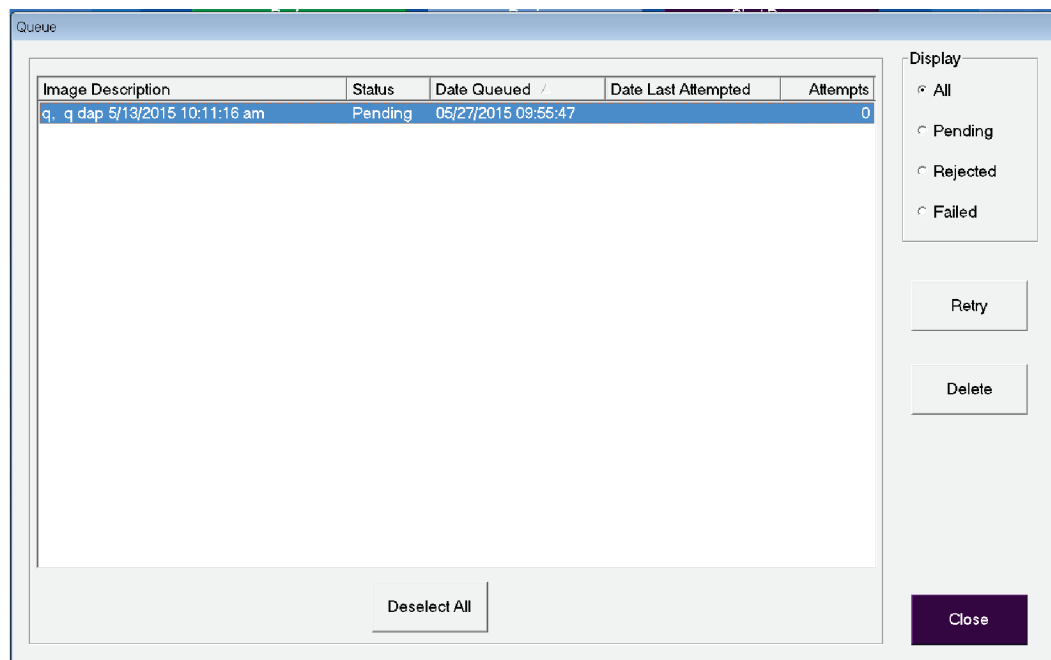 Queue
Display
Image Description Status Date Queued Date Last Attempted Attempts
All
q, q dap 5/13/2015 10:11:16 am Pending 05/27/2015 09:55:47 0
Pending
Rejected
Failed
Retry
Delete
Deselect All
Close